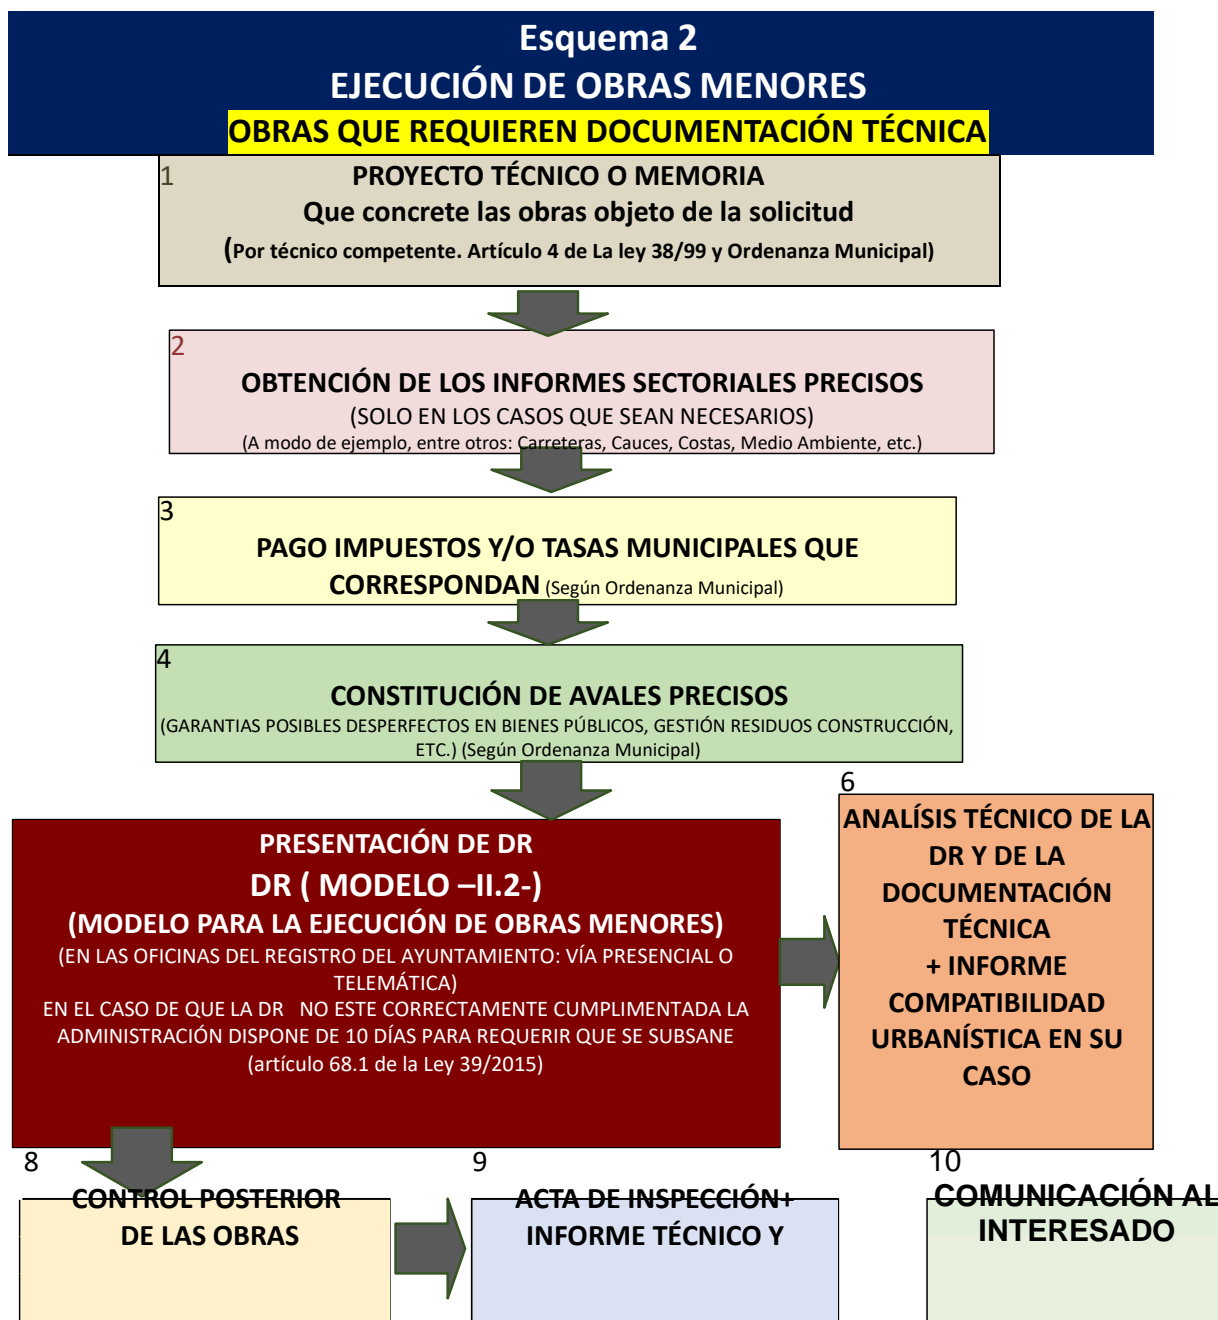 Esquema 2
EJECUCIÓN DE OBRAS MENORES
OBRAS QUE REQUIEREN DOCUMENTACIÓN TÉCNICA
1
PROYECTO TÉCNICO O MEMORIA
Que concrete las obras objeto de la solicitud
(Por técnico competente. Artículo 4 de La ley 38/99 y Ordenanza Municipal)
2
OBTENCIÓN DE LOS INFORMES SECTORIALES PRECISOS
(SOLO EN LOS CASOS QUE SEAN NECESARIOS)
(A modo de ejemplo, entre otros: Carreteras, Cauces, Costas, Medio Ambiente, etc.)
3
PAGO IMPUESTOS Y/O TASAS MUNICIPALES QUE
CORRESPONDAN (Según Ordenanza Municipal)
4
CONSTITUCIÓN DE AVALES PRECISOS
(GARANTIAS POSIBLES DESPERFECTOS EN BIENES PÚBLICOS, GESTIÓN RESIDUOS CONSTRUCCIÓN,
ETC.) (Según Ordenanza Municipal)
PRESENTACIÓN DE DR
DR ( MODELO –II.2-)
(MODELO PARA LA EJECUCIÓN DE OBRAS MENORES)
(EN LAS OFICINAS DEL REGISTRO DEL AYUNTAMIENTO: VÍA PRESENCIAL O
TELEMÁTICA)
EN EL CASO DE QUE LA DR NO ESTE CORRECTAMENTE CUMPLIMENTADA LA
ADMINISTRACIÓN DISPONE DE 10 DÍAS PARA REQUERIR QUE SE SUBSANE
(artículo 68.1 de la Ley 39/2015)
6
ANALÍSIS TÉCNICO DE LA
DR Y DE LA
DOCUMENTACIÓN
TÉCNICA
+ INFORME
COMPATIBILIDAD
URBANÍSTICA EN SU
CASO
8
CONTROL POSTERIOR
DE LAS OBRAS
9
ACTA DE INSPECCIÓN+
INFORME TÉCNICO Y
10
COMUNICACIÓN AL
INTERESADO